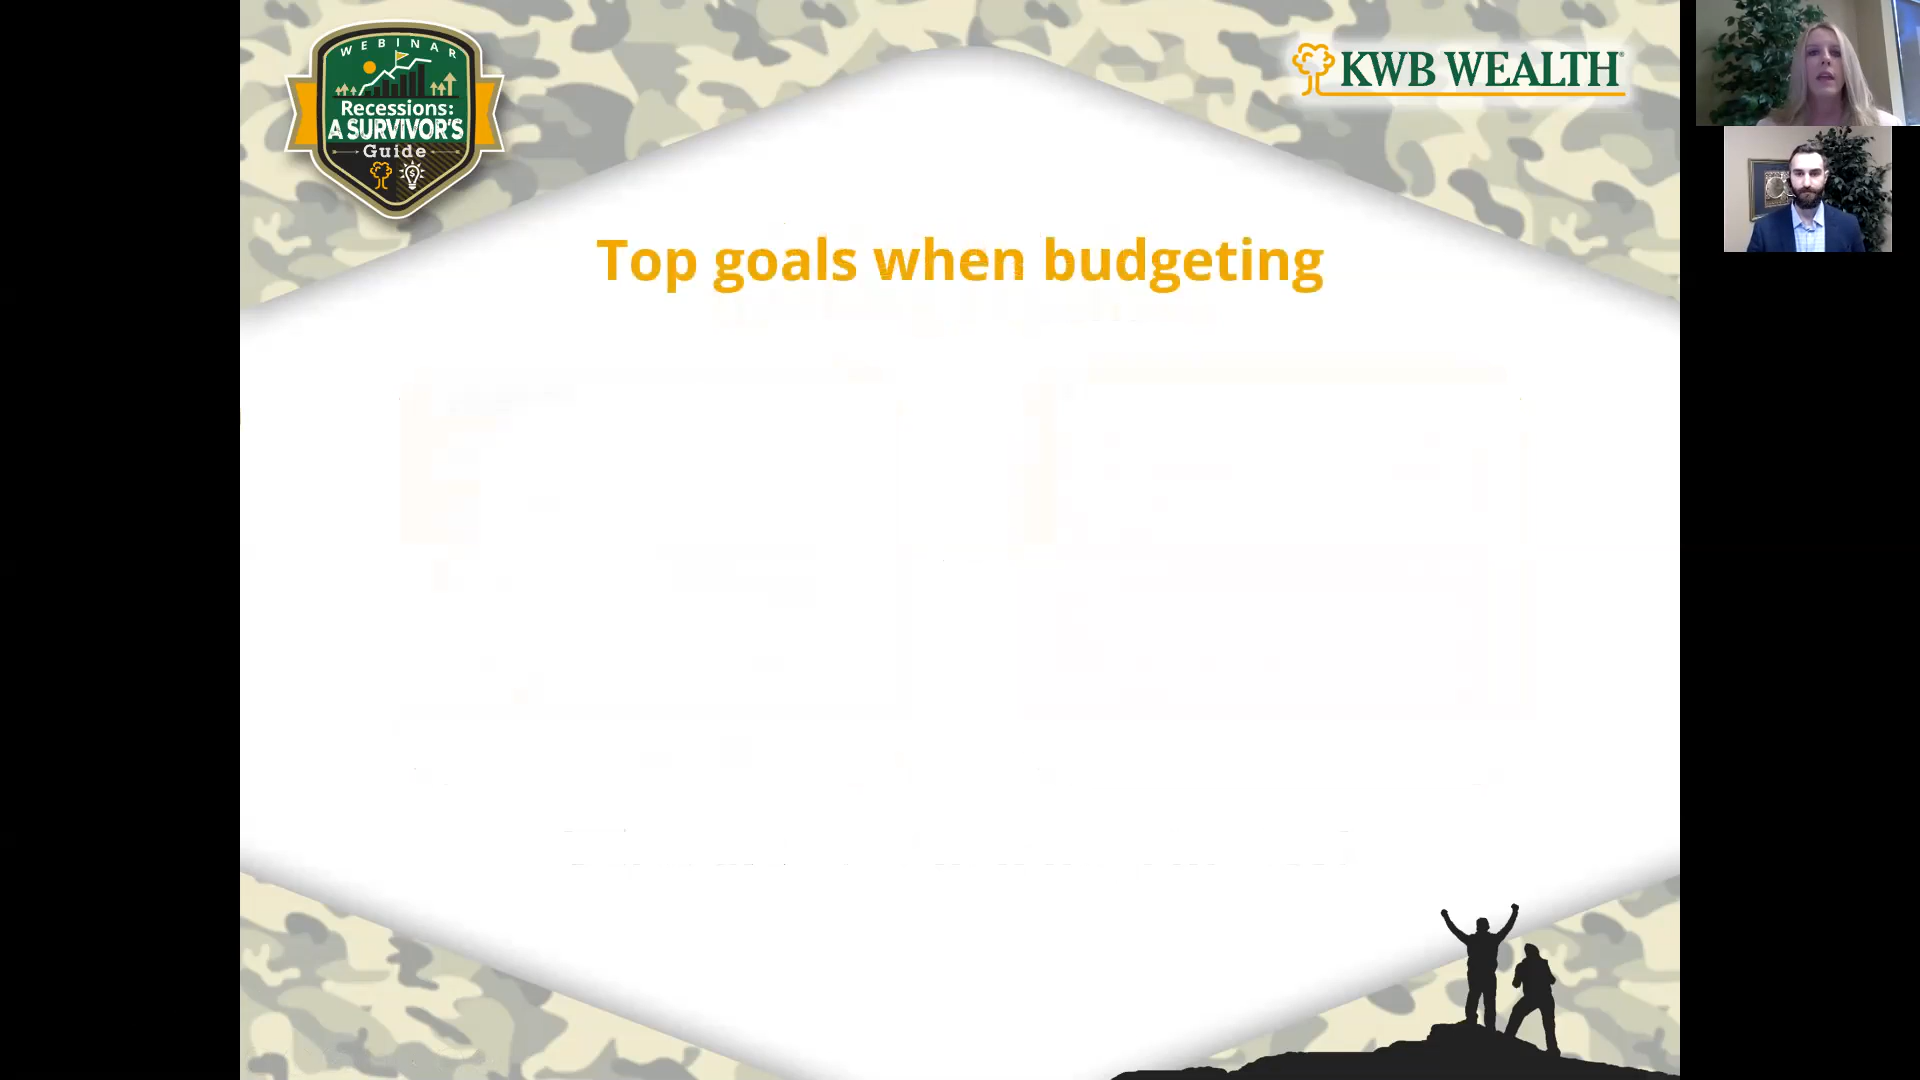 WEBINAR
Recessions:
A SURVIVOR'S
Guide
KWB WEALTH®
Top goals when budgeting